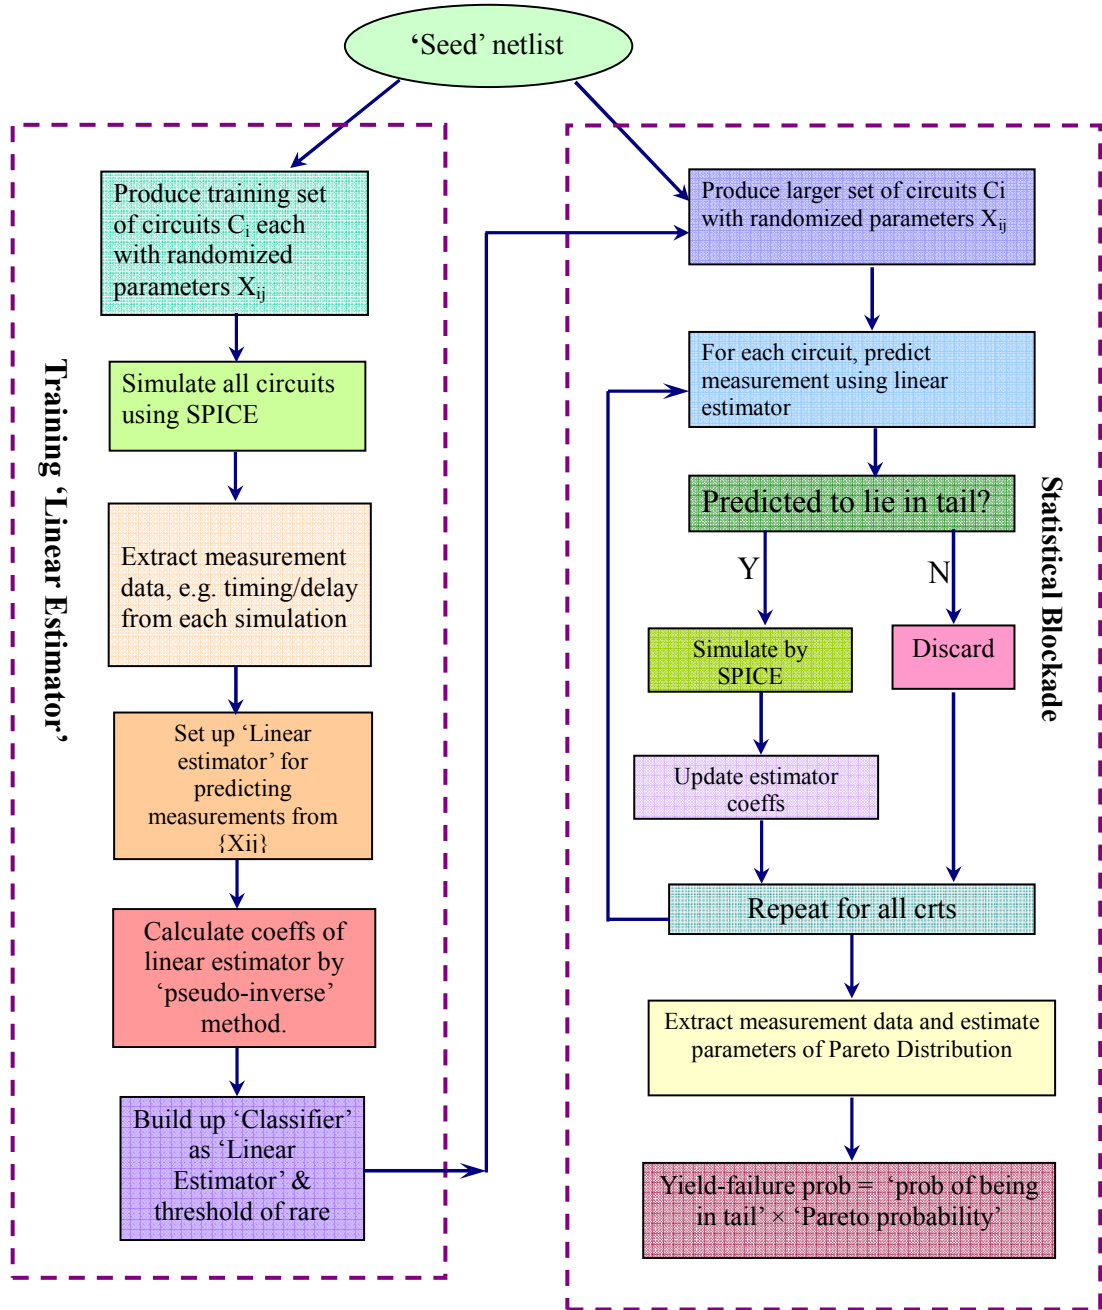 ‘Seed’ netlist
Produce training set
of circuits Ci each
with randomized
parameters Xij
Simulate all circuits
using SPICE
Extract measurement
data, e.g. timing/delay
from each simulation
Set up ‘Linear
estimator’ for
predicting
measurements from
{Xij}
Calculate coeffs of
linear estimator by
‘pseudo-inverse’
method.
Build up ‘Classifier’
as ‘Linear
Estimator’ &
threshold of rare
Training ‘Linear Estimator’
Produce larger set of circuits Ci
with randomized parameters Xij
For each circuit, predict
measurement using linear
estimator
Predicted to lie in tail?
Y
N
Simulate by
SPICE
Discard
Update estimator
coeffs
Repeat for all crts
Extract measurement data and estimate
parameters of Pareto Distribution
Yield-failure prob = ‘prob of being
in tail’ × ‘Pareto probability’
Statistical Blockade